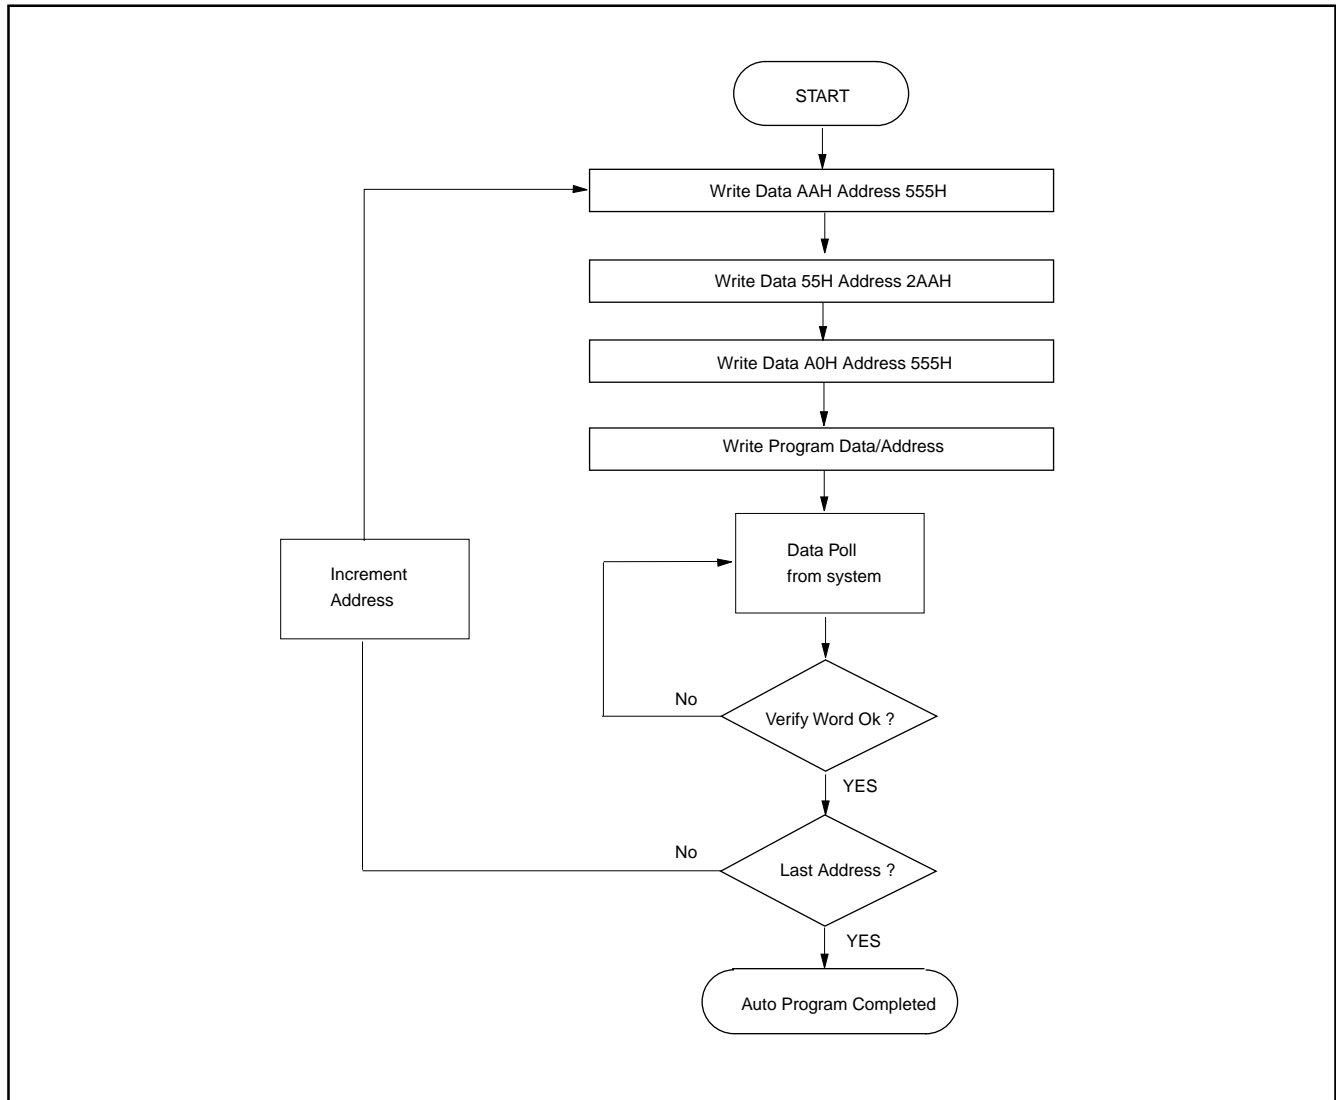 START
Write Data AAH Address 555H
Write Data 55H Address 2AAH
Write Data A0H Address 555H
Write Program Data/Address
Data Poll
from system
Increment
Address
No
Verify Word Ok ?
YES
No
Last Address ?
YES
Auto Program Completed